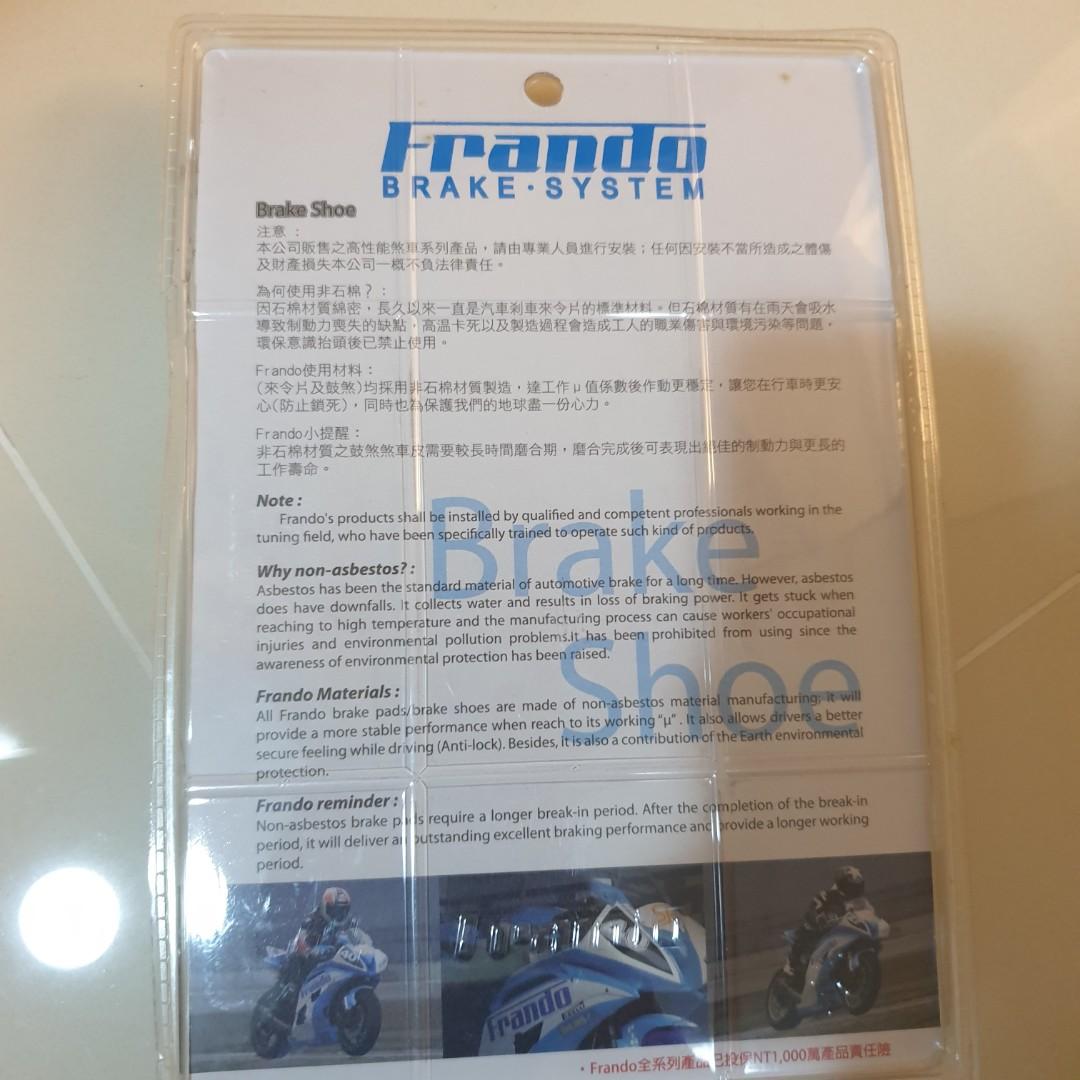 Frando
BRAKE·SYSTEM
Brake Shoe
注意：
本公司販售之高性能煞車系列產品，請由專業人員進行安裝；任何因安裝不當所造成之體傷
及財產損失本公司一概不負法律責任。
為何使用非石棉？：
因石棉材質綿密，長久以來一直是汽車剎車來令片的標準材料。但石棉材質有在雨天會吸水
導致制動力喪失的缺點，高温卡死以及製造過程會造成工人的職業傷害與環境污染等問題，
環保意識抬頭後已禁止使用。
Frando使用材料：
(來令片及鼓煞)均採用非石棉材質製造，達工作μ值係數後作動更穩定，讓您在行車時更安
心(防止鎖死)，同時也為保護我們的地球盡一份心力。
Frando小提醒：
非石棉材質之鼓煞煞車皮需要較長時間磨合期，磨合完成後可表現出絕佳的制動力與更長的
工作壽命。
Brake
Shoe
Note :
Frando's products shall be installed by qualified and competent professionals working in the
tuning field, who have been specifically trained to operate such kind of products.
Why non-asbestos? :
Asbestos has been the standard material of automotive brake for a long time. However, asbestos
does have downfalls. It collects water and results in loss of braking power. It gets stuck when
reaching to high temperature and the manufacturing process can cause workers' occupational
injuries and environmental pollution problems.it has been prohibited from using since the
awareness of environmental protection has been raised.
Frando Materials :
All Frando brake pads/brake shoes are made of non-asbestos material manufacturing; it will
provide a more stable performance when reach to its working "μ" . It also allows drivers a better
secure feeling while driving (Anti-lock). Besides, it is also a contribution of the Earth environmental
protection.
Frando reminder :
Non-asbestos brake pads require a longer break-in period. After the completion of the break-in
period, it will deliver an outstanding excellent braking performance and provide a longer working
period.
Frando
40
Frando
·Frando全系列產品已投保NT1,000萬產品責任險